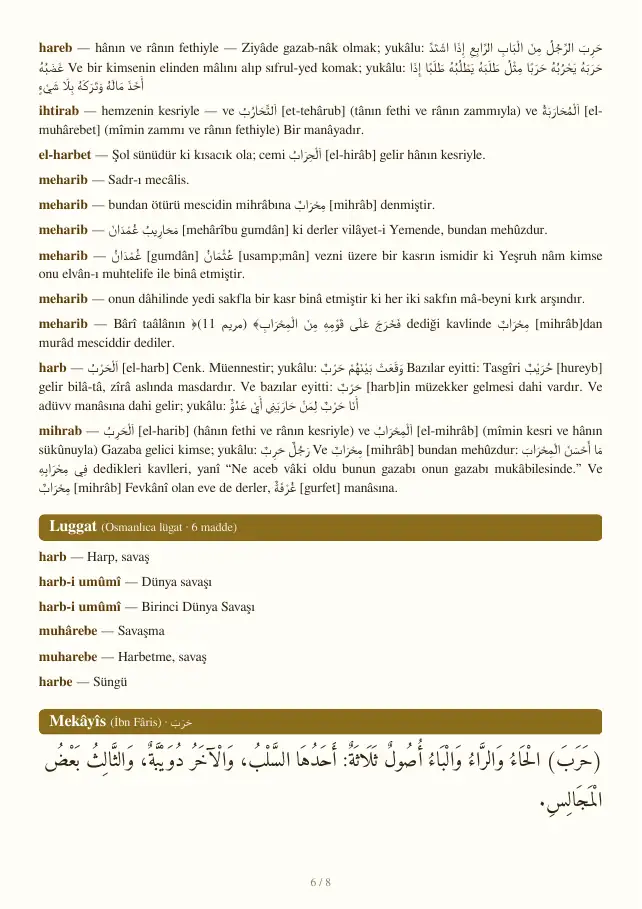 hareb — hânın ve rânın fethiyle — Ziyâde gazab-nâk olmak; yukâlu: حَرِبَ الرَّجُلُ مِنَ الْبَابِ الرَّابِعِ إِذَا اشْتَدَّ
غَضَبُهُ Ve bir kimsenin elinden mâlını alıp sıfrul-yed komak; yukâlu: حَرَبَهُ يَحْرُبُهُ حَرَبًا مِثْلُ طَلَبَهُ يَطْلُبُهُ طَلَبًا إِذَا
أَخَذَ مَالَهُ وَتَرَكَهُ بِلَا شَيْءٍ
ihtirab — hemzenin kesriyle — ve اَلتَّحَارُبُ [et-tehârub] (tânın fethi ve rânın zammıyla) ve اَلْمُحَارَبَةُ [el-
muhârebet] (mîmin zammı ve rânın fethiyle) Bir manâyadır.
el-harbet — Şol sünüdür ki kısacık ola; cemi اَلْحِرَابُ [el-hirâb] gelir hânın kesriyle.
meharib — Sadr-ı mecâlis.
meharib — bundan ötürü mescidin mihrâbına مِحْرَابٌ [mihrâb] denmiştir.
meharib — مَحَارِيبُ غُمْدَانَ [mehârîbu gumdân] ki derler vilâyet-i Yemende, bundan mehûzdur.
meharib — غُمْدَانُ [gumdân] عُثْمَانُ [usamp;mân] vezni üzere bir kasrın ismidir ki Yeşruh nâm kimse
onu elvân-ı muhtelife ile binâ etmiştir.
meharib — onun dâhilinde yedi sakfla bir kasr binâ etmiştir ki her iki sakfın mâ-beyni kırk arşındır.
meharib — Bârî taâlânın ﴿فَخَرَجَ عَلَى قَوْمِهِ مِنَ الْمِحْرَابِ﴾ (مريم 11) dediği kavlinde مِحْرَابٌ [mihrâb]dan
murâd mesciddir dediler.
harb — اَلْحَرْبُ [el-harb] Cenk. Müennestir; yukâlu: وَقَعَتْ بَيْنَهُمْ حَرْبٌ Bazılar eyitti: Tasgîri حُرَيْبٌ [hureyb]
gelir bilâ-tâ, zîrâ aslında masdardır. Ve bazılar eyitti: حَرْبٌ [harb]in müzekker gelmesi dahi vardır. Ve
adüvv manâsına dahi gelir; yukâlu: أَنَا حَرْبٌ لِمَنْ حَارَبَنِي أَيْ عَدُوٌّ
mihrab — اَلْحَرِبُ [el-harib] (hânın fethi ve rânın kesriyle) ve اَلْمِحْرَابُ [el-mihrâb] (mîmin kesri ve hânın
sükûnuyla) Gazaba gelici kimse; yukâlu: رَجُلٌ حَرِبٌ Ve مِحْرَابٌ [mihrâb] bundan mehûzdur: مَا أَحْسَنَ الْمِحْرَابَ
فِي مِحْرَابِهِ dedikleri kavlleri, yanî “Ne aceb vâki oldu bunun gazabı onun gazabı mukâbilesinde.” Ve
مِحْرَابٌ [mihrâb] Fevkânî olan eve de derler, غُرْفَةٌ [gurfet] manâsına.
Luggat (Osmanlıca lügat · 6 madde)
harb — Harp, savaş
harb-i umûmî — Dünya savaşı
harb-i umûmî — Birinci Dünya Savaşı
muhârebe — Savaşma
muharebe — Harbetme, savaş
harbe — Süngü
Mekâyîs (İbn Fâris) · حَرَبَ
(حَرَبَ) الْحَاءُ وَالرَّاءُ وَالْبَاءُ أُصُولٌ ثَلَاثَةٌ: أَحَدُهَا السَّلْبُ، وَالْآخَرُ دُوَيْبَّةٌ، وَالثَّالِثُ بَعْضُ
الْمَجَالِسِ.
6 / 8